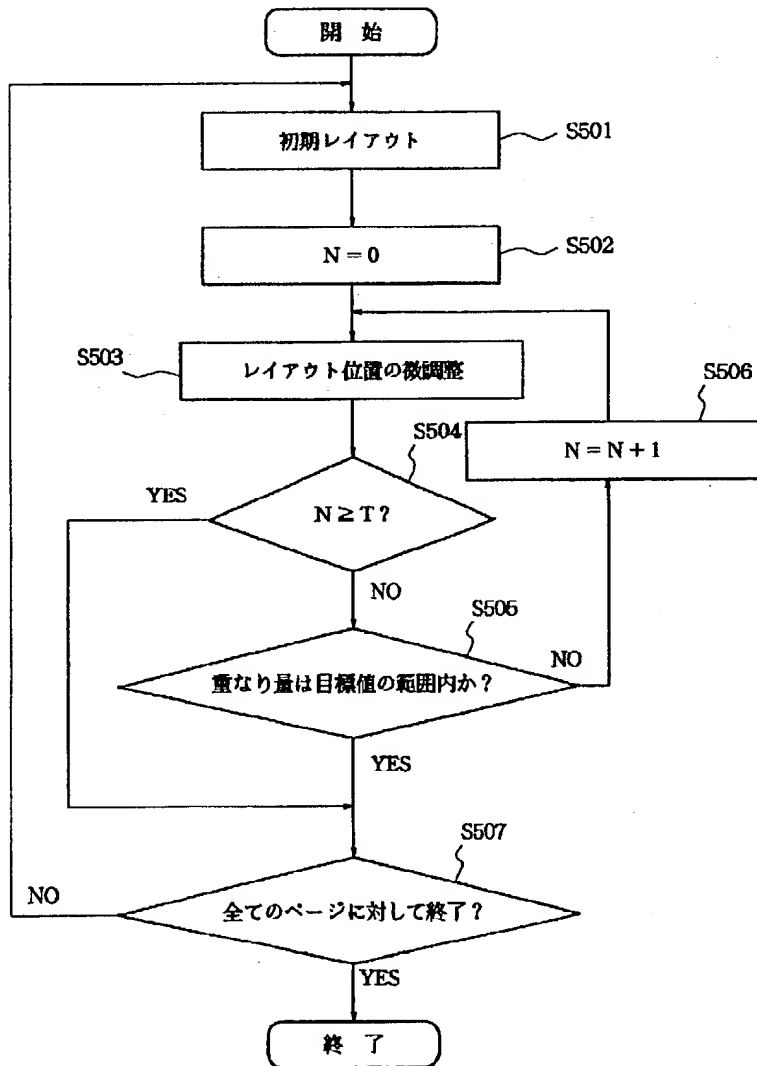 開 始
初期レイアウト
S501
N = 0
S502
S503
レイアウト位置の微調整
S506
N = N + 1
S504
YES
N ≥ T ?
NO
S505
重なり量は目標値の範囲内か?
NO
YES
S507
NO
全てのページに対して終了?
YES
終 了